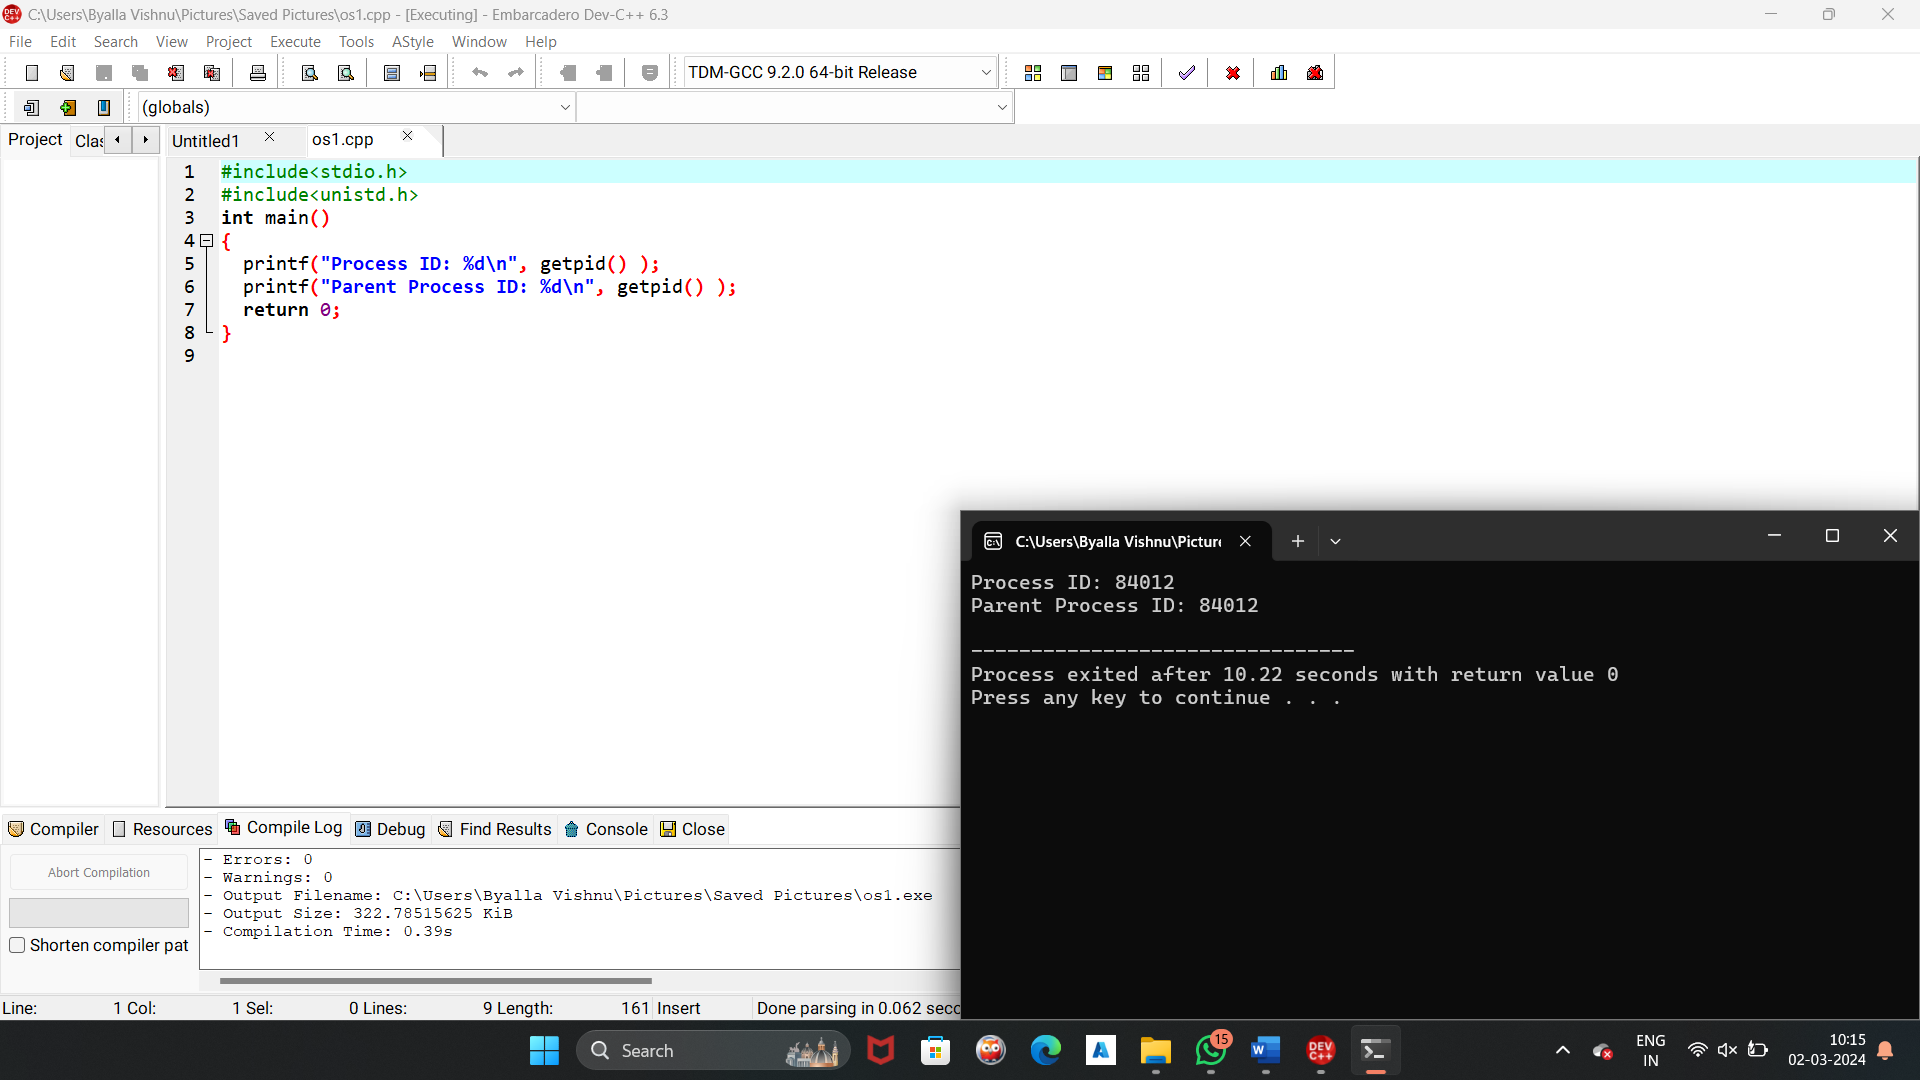 C:\Users\Byalla Vishnu\Pictures\Saved Pictures\os1.cpp - [Executing] - Embarcadero Dev-C++ 6.3
File Edit Search View Project Execute Tools AStyle Window Help
TDM-GCC 9.2.0 64-bit Release
(globals)
Project Clas Untitled1 os1.cpp
1 #include<stdio.h>
2 #include<unistd.h>
3 int main()
4 {
5 printf("Process ID: %d\n", getpid() );
6 printf("Parent Process ID: %d\n", getpid() );
7 return 0;
8 }
9
C:\Users\Byalla Vishnu\Picture
Process ID: 84012
Parent Process ID: 84012
--------------------------------
Process exited after 10.22 seconds with return value 0
Press any key to continue . . .
Compiler Resources Compile Log Debug Find Results Console Close
Abort Compilation
Shorten compiler pat
- Errors: 0
- Warnings: 0
- Output Filename: C:\Users\Byalla Vishnu\Pictures\Saved Pictures\os1.exe
- Output Size: 322.78515625 KiB
- Compilation Time: 0.39s
Line: 1 Col: 1 Sel: 0 Lines: 9 Length: 161 Insert Done parsing in 0.062 seco
Search
15
DEV C++
ENG
IN
10:15
02-03-2024